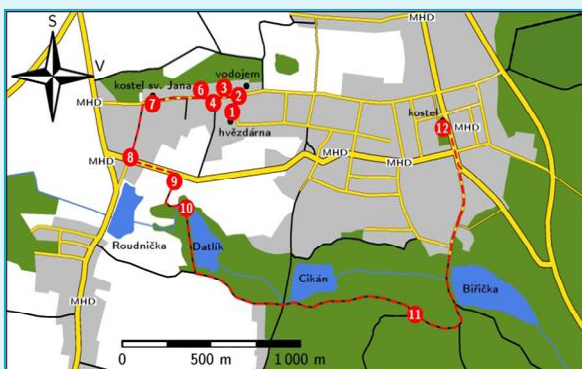 S
MHD
V
kostel sv. Jana
vodojem
6
3
4
2
MHD
7
1
kostel
hvězdárna
12
MHD
8
MHD
MHD
MHD
9
10
Roudnička
Datlík
Cikán
Biřička
MHD
11
0
500 m
1 000 m